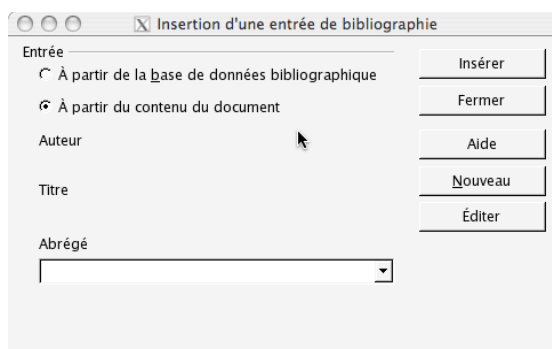 Insertion d'une entrée de bibliographie
Entrée
À partir de la base de données bibliographique
À partir du contenu du document
Auteur
Titre
Abrégé
Insérer
Fermer
Aide
Nouveau
Éditer